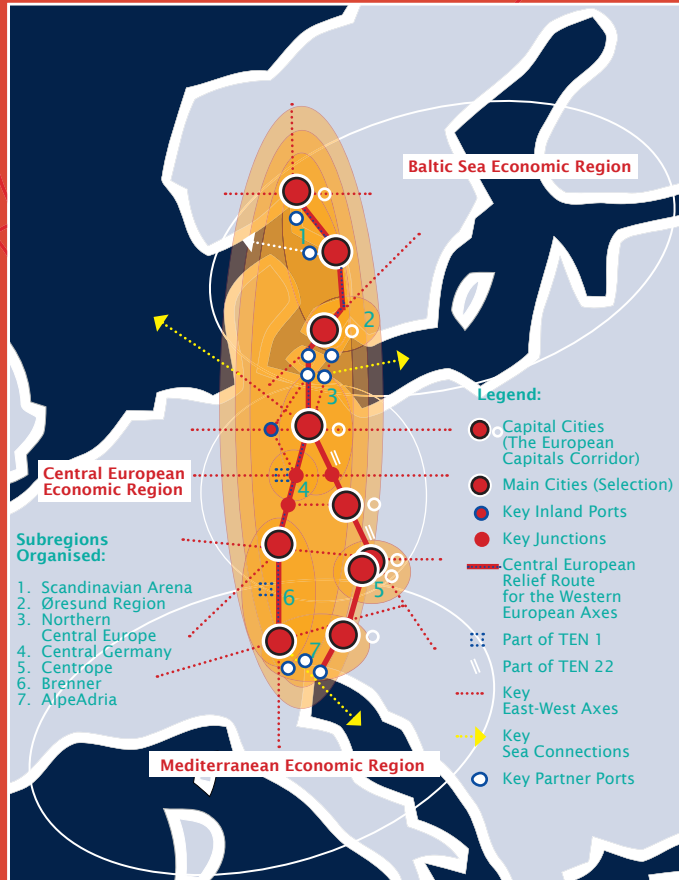 Baltic Sea Economic Region
1
2
3
Legend:
Capital Cities
(The European
Capitals Corridor)
Main Cities (Selection)
Key Inland Ports
Key Junctions
Central European
Relief Route
for the Western
European Axes
Part of TEN 1
Part of TEN 22
Key
East-West Axes
Key
Sea Connections
Key Partner Ports
Central European
Economic Region
4
Subregions
Organised:
1. Scandinavian Arena
2. Øresund Region
3. Northern
Central Europe
4. Central Germany
5. Centrope
6. Brenner
7. AlpeAdria
5
6
7
Mediterranean Economic Region